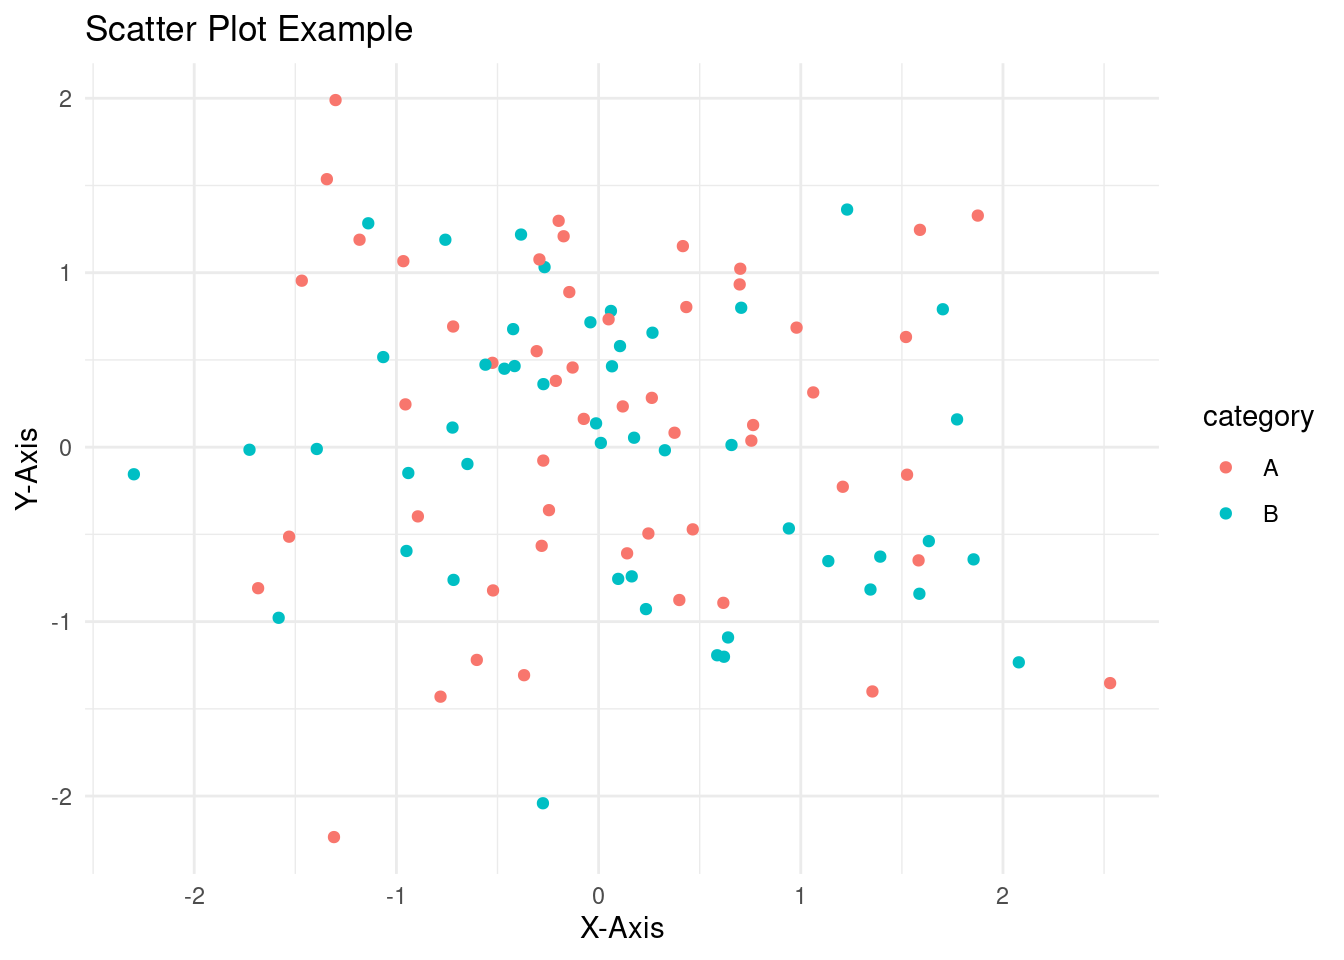 Scatter Plot Example
2
1
0
-1
-2
Y-Axis
-2 -1 0 1 2
X-Axis
category
A
B